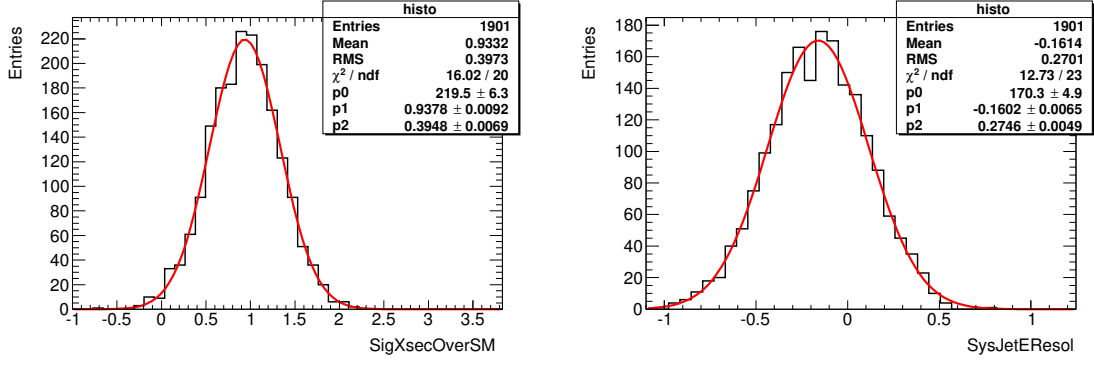 histo
Entries 1901
Mean 0.9332
RMS 0.3973
χ² / ndf 16.02 / 20
p0 219.5 ± 6.3
p1 0.9378 ± 0.0092
p2 0.3948 ± 0.0069
Entries
220
200
180
160
140
120
100
80
60
40
20
0
-1 -0.5 0 0.5 1 1.5 2 2.5 3 3.5
SigXsecOverSM
histo
Entries 1901
Mean -0.1614
RMS 0.2701
χ² / ndf 12.73 / 23
p0 170.3 ± 4.9
p1 -0.1602 ± 0.0065
p2 0.2746 ± 0.0049
Entries
180
160
140
120
100
80
60
40
20
0
-1 -0.5 0 0.5 1
SysJetEResol